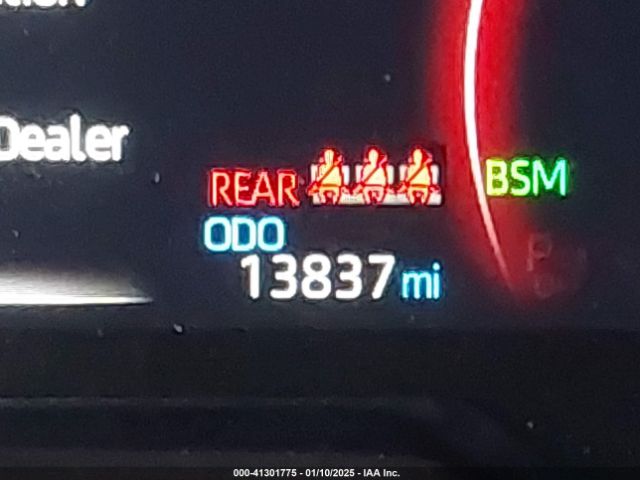 Dealer
REAR
BSM
ODO
13837 mi
000-41301775 - 01/10/2025 - IAA Inc.